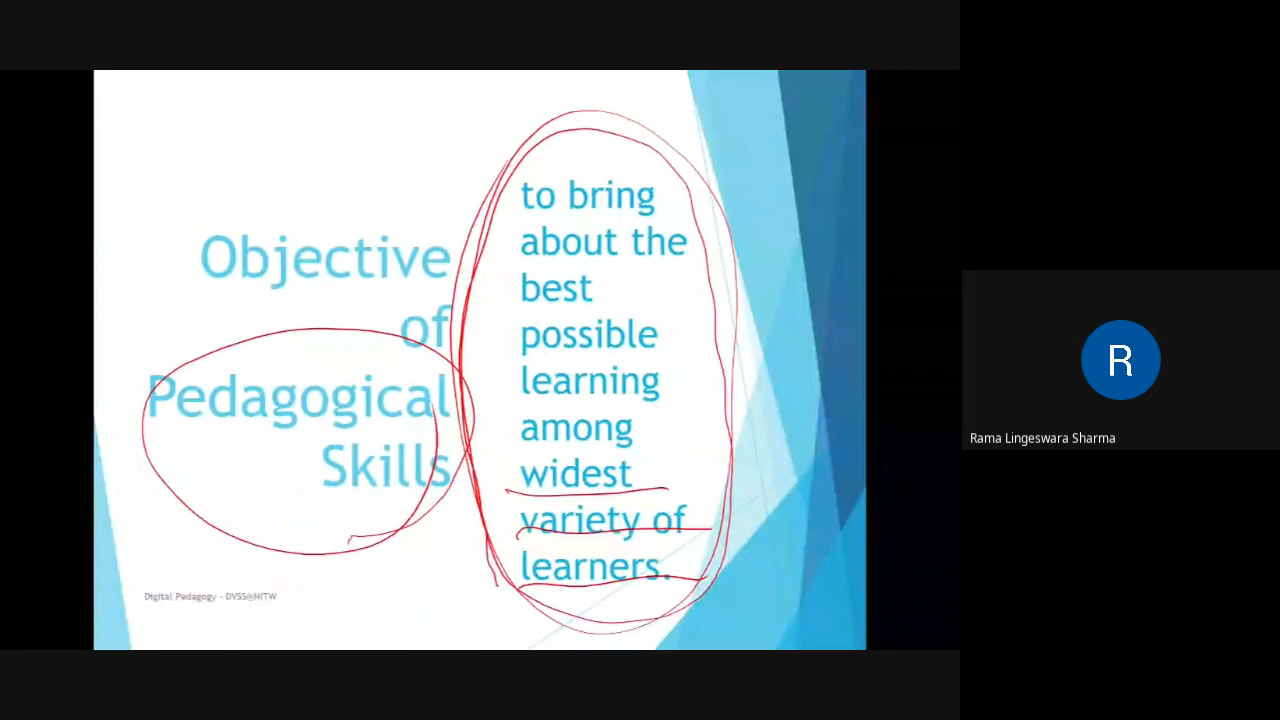 Objective
of
Pedagogical
Skills
to bring
about the
best
possible
learning
among
widest
variety of
learners.
Digital Pedagogy - DVSS@NITW
R
Rama Lingeswara Sharma